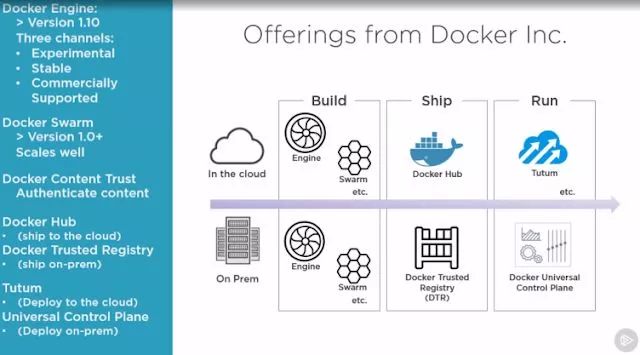 Docker Engine:
> Version 1.10
Three channels:
• Experimental
• Stable
• Commercially
Supported
Docker Swarm
> Version 1.0+
Scales well
Docker Content Trust
Authenticate content
Docker Hub
• (ship to the cloud)
Docker Trusted Registry
• (ship on-prem)
Tutum
• (Deploy to the cloud)
Universal Control Plane
• (Deploy on-prem)
Offerings from Docker Inc.
Build
Ship
Run
In the cloud
Engine
Swarm
etc.
Docker Hub
Tutum
etc.
On Prem
Engine
Swarm
etc.
Docker Trusted
Registry
(DTR)
Docker Universal
Control Plane